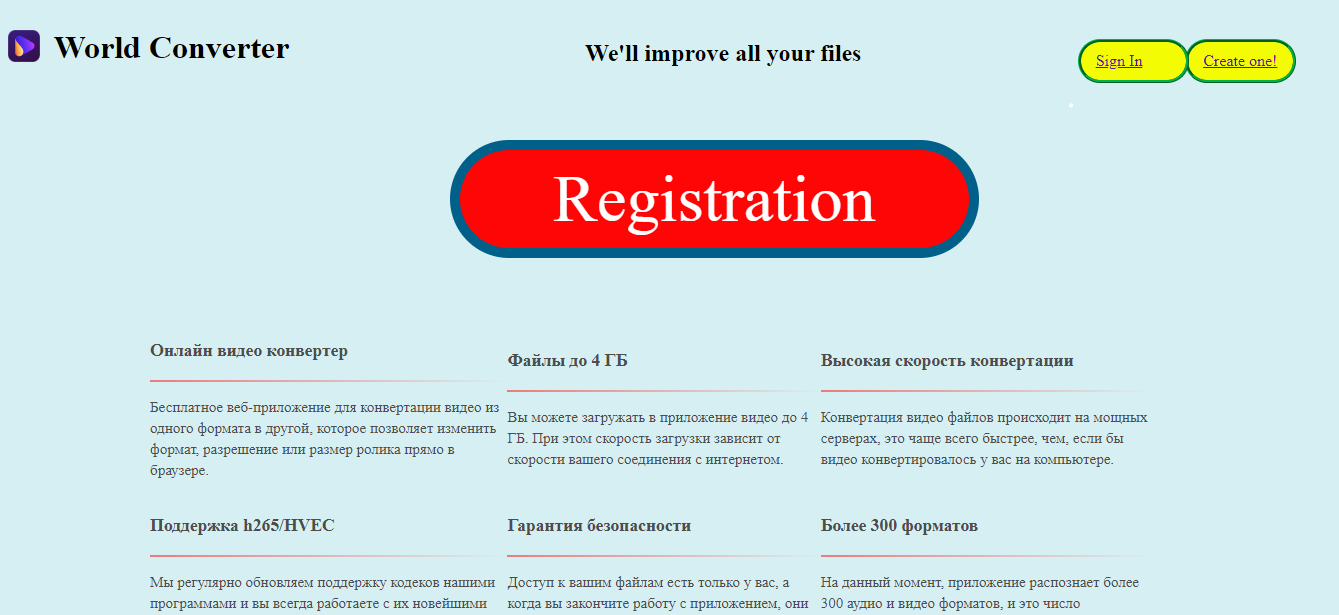 World Converter
We'll improve all your files
Sign In
Create one!
Registration
Онлайн видео конвертер
Бесплатное веб-приложение для конвертации видео из
одного формата в другой, которое позволяет изменить
формат, разрешение или размер ролика прямо в
браузере.
Файлы до 4 ГБ
Вы можете загружать в приложение видео до 4
ГБ. При этом скорость загрузки зависит от
скорости вашего соединения с интернетом.
Высокая скорость конвертации
Конвертация видео файлов происходит на мощных
серверах, это чаще всего быстрее, чем, если бы
видео конвертировалось у вас на компьютере.
Поддержка h265/HVEC
Мы регулярно обновляем поддержку кодеков нашими
программами и вы всегда работаете с их новейшими
Гарантия безопасности
Доступ к вашим файлам есть только у вас, а
когда вы закончите работу с приложением, они
Более 300 форматов
На данный момент, приложение распознает более
300 аудио и видео форматов, и это число